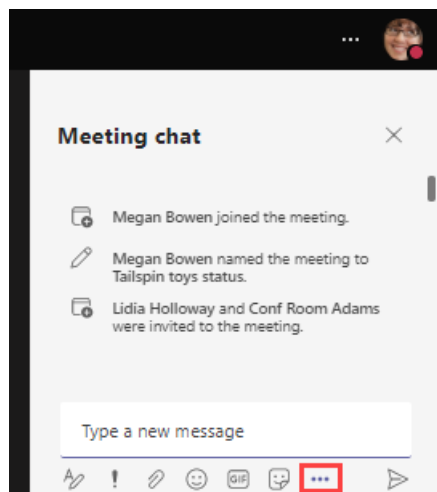 Meeting chat
Megan Bowen joined the meeting.
Megan Bowen named the meeting to
Tailspin toys status.
Lidia Holloway and Conf Room Adams
were invited to the meeting.
Type a new message
GIF